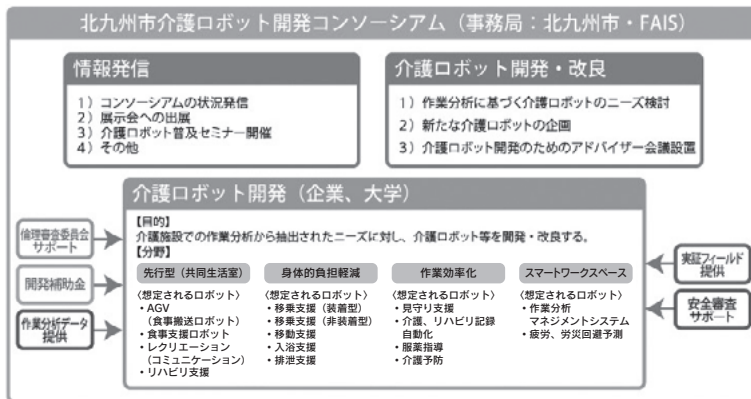 北九州市介護ロボット開発コンソーシアム（事務局：北九州市・FAIS）
情報発信
1）コンソーシアムの状況発信
2）展示会への出展
3）介護ロボット普及セミナー開催
4）その他
介護ロボット開発・改良
1）作業分析に基づく介護ロボットのニーズ検討
2）新たな介護ロボットの企画
3）介護ロボット開発のためのアドバイザー会議設置
介護ロボット開発（企業、大学）
【目的】
介護施設での作業分析から抽出されたニーズに対し、介護ロボット等を開発・改良する。
【分野】
先行型（共同生活室）
〈想定されるロボット〉
・AGV
（食事搬送ロボット）
・食事支援ロボット
・レクリエーション
（コミュニケーション）
・リハビリ支援
身体的負担軽減
〈想定されるロボット〉
・移乗支援（装着型）
・移乗支援（非装着型）
・移動支援
・入浴支援
・排泄支援
作業効率化
〈想定されるロボット〉
・見守り支援
・介護、リハビリ記録
自動化
・服薬指導
・介護予防
スマートワークスペース
〈想定されるロボット〉
・作業分析
マネジメントシステム
・疲労、労災回避予測
倫理審査委員会
サポート
開発補助金
作業分析データ
提供
実証フィールド
提供
安全審査
サポート